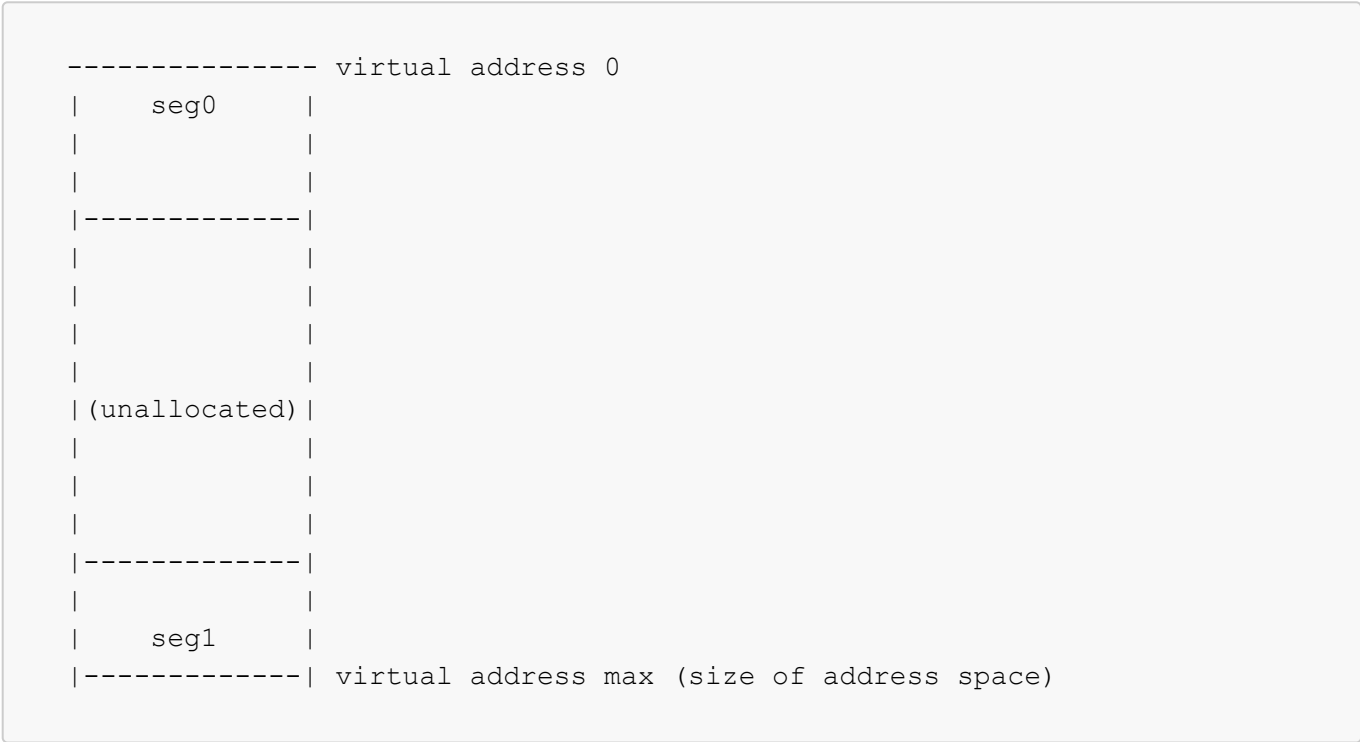 --------------- virtual address 0
|    seg0     |
|             |
|             |
|-------------|
|             |
|             |
|             |
|             |
|(unallocated)|
|             |
|             |
|             |
|-------------|
|             |
|    seg1     |
|-------------| virtual address max (size of address space)